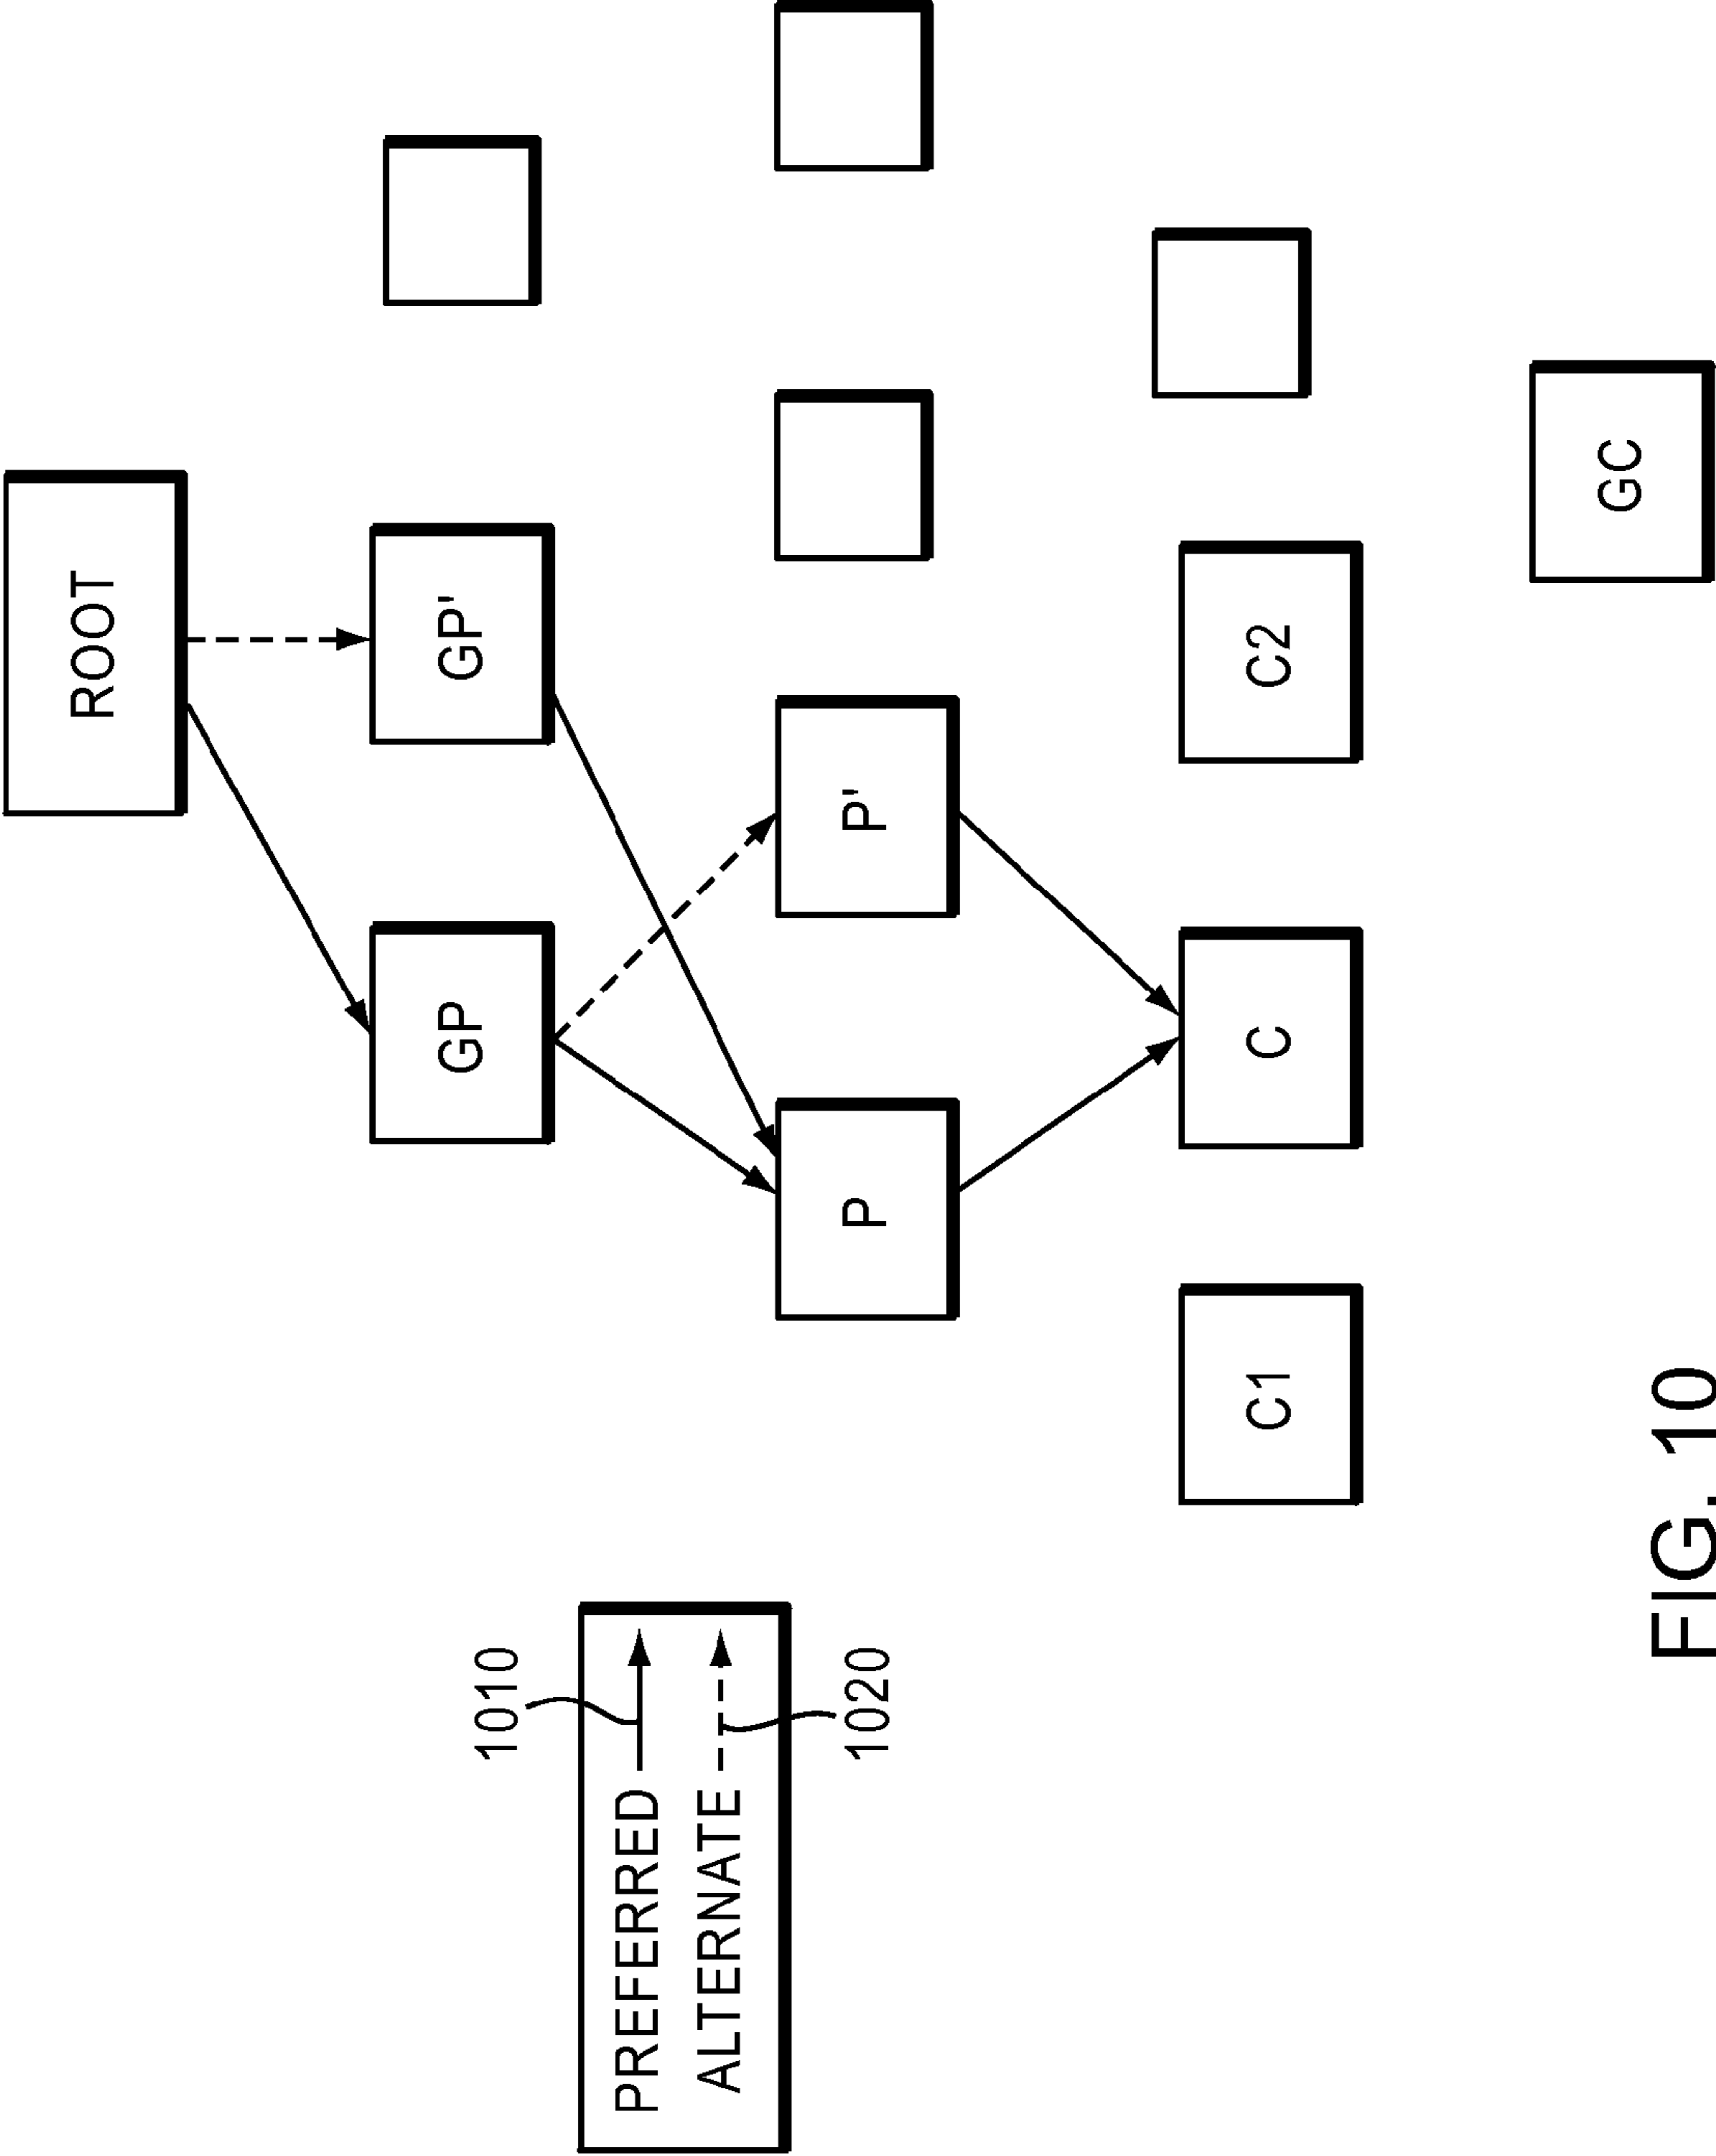 ROOT
GP
GP'
1010
PREFERRED
ALTERNATE
1020
P
P'
C1
C
C2
GC
FIG. 10